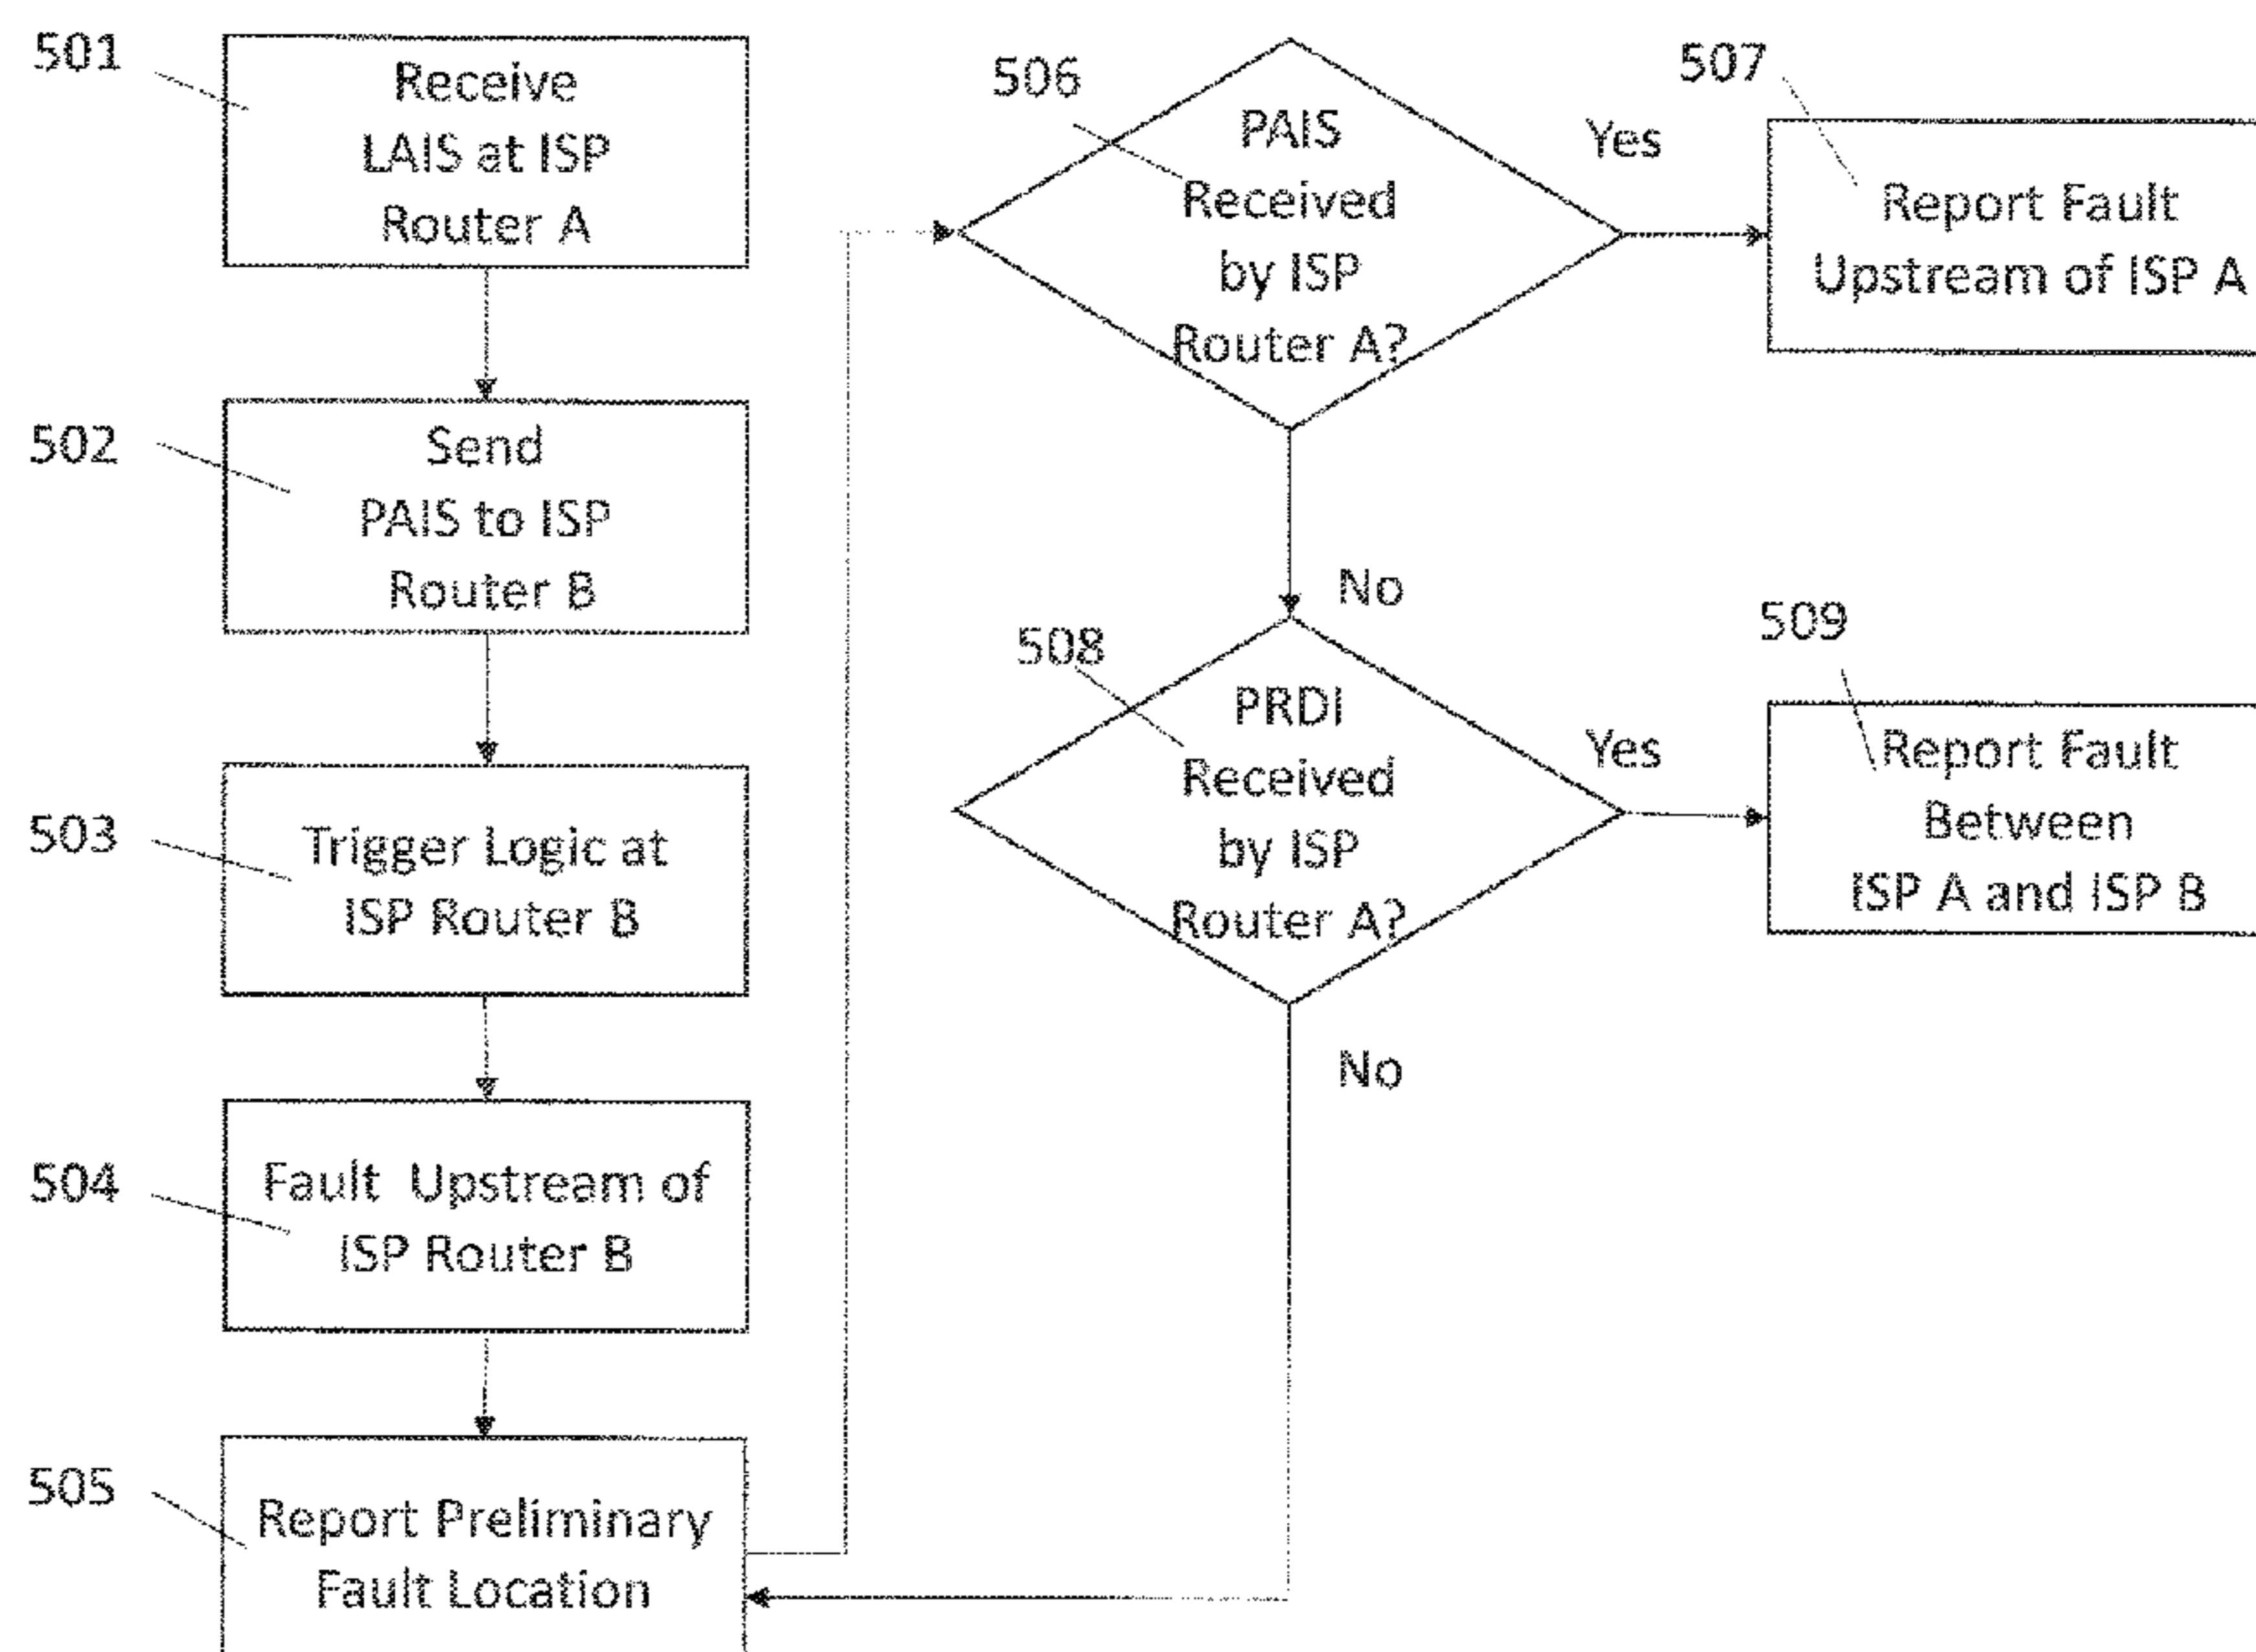 501
Receive
LAIS at ISP
Router A
502
Send
PAIS to ISP
Router B
503
Trigger Logic at
ISP Router B
504
Fault Upstream of
ISP Router B
505
Report Preliminary
Fault Location
506
PAIS
Received
by ISP
Router A?
Yes
No
507
Report Fault
Upstream of ISP A
508
PRDI
Received
by ISP
Router A?
Yes
No
509
Report Fault
Between
ISP A and ISP B